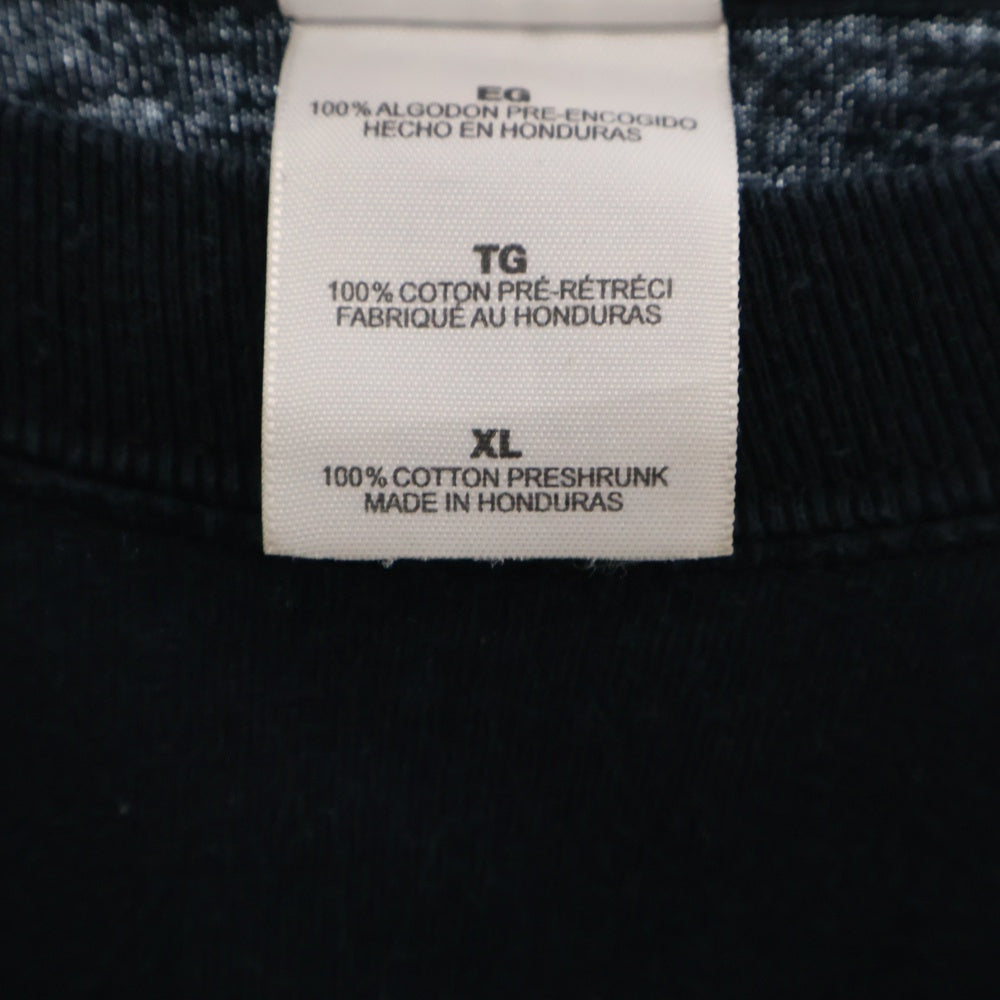 EG
100% ALGODON PRE-ENCOGIDO
HECHO EN HONDURAS
TG
100% COTON PRÉ-RÉTRÉCI
FABRIQUÉ AU HONDURAS
XL
100% COTTON PRESHRUNK
MADE IN HONDURAS